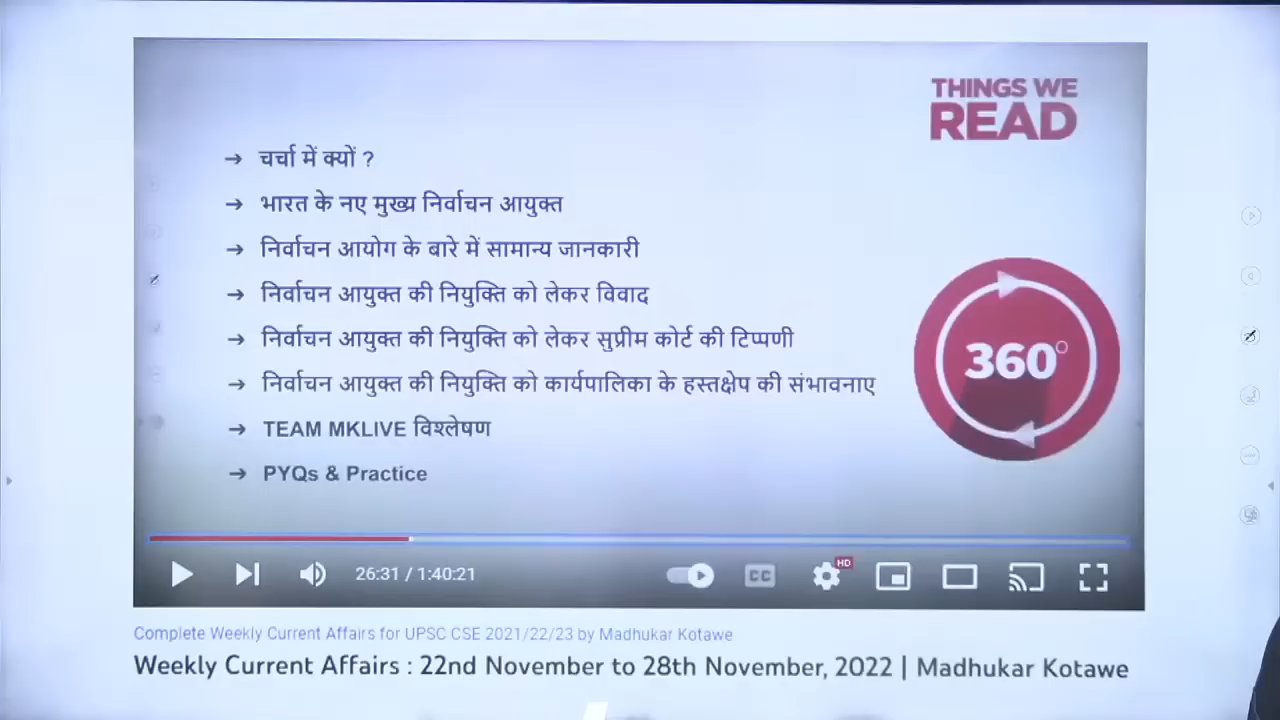 THINGS WE
READ
→ चर्चा में क्यों ?
→ भारत के नए मुख्य निर्वाचन आयुक्त
→ निर्वाचन आयोग के बारे में सामान्य जानकारी
→ निर्वाचन आयुक्त की नियुक्ति को लेकर विवाद
→ निर्वाचन आयुक्त की नियुक्ति को लेकर सुप्रीम कोर्ट की टिप्पणी
→ निर्वाचन आयुक्त की नियुक्ति को कार्यपालिका के हस्तक्षेप की संभावनाए
→ TEAM MKLIVE विश्लेषण
→ PYQs & Practice
360°
26:31 / 1:40:21
CC
HD
Complete Weekly Current Affairs for UPSC CSE 2021/22/23 by Madhukar Kotawe
Weekly Current Affairs : 22nd November to 28th November, 2022 | Madhukar Kotawe